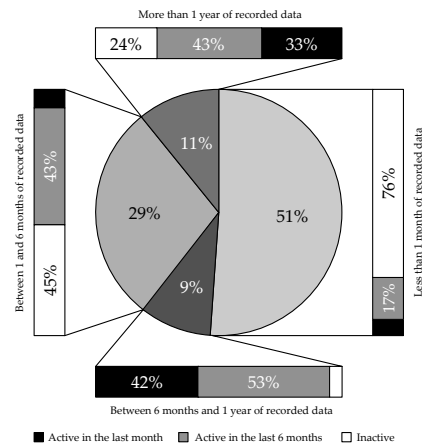 More than 1 year of recorded data
24% 43% 33%
Between 1 and 6 months of recorded data
43%
45%
11%
29%
51%
9%
76%
17%
Less than 1 month of recorded data
42% 53%
Between 6 months and 1 year of recorded data
Active in the last month Active in the last 6 months Inactive